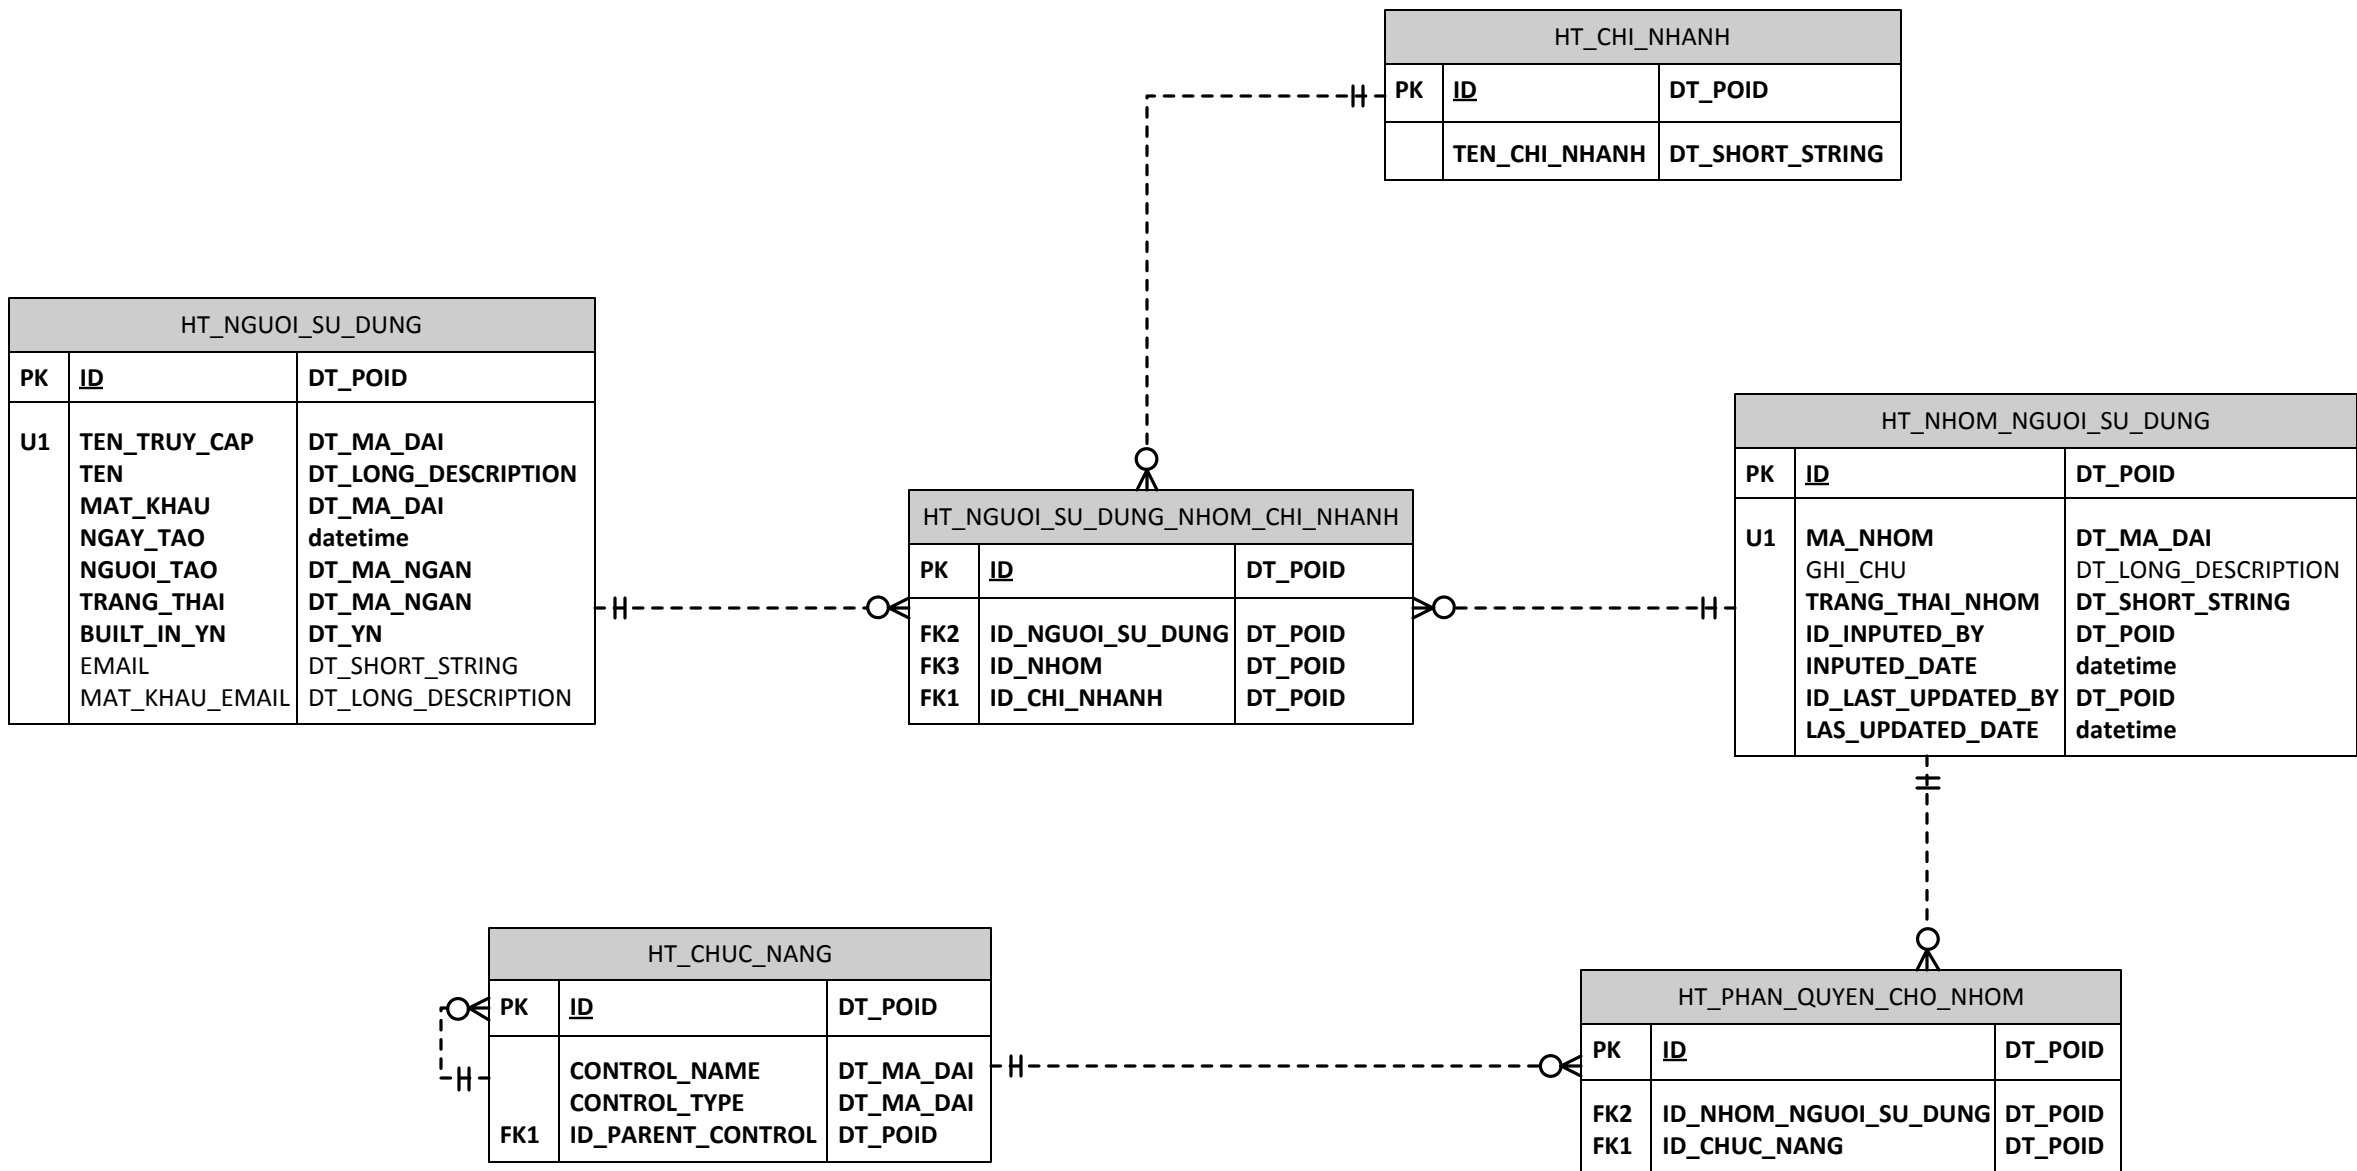 HT_CHI_NHANH
PK ID DT_POID
TEN_CHI_NHANH DT_SHORT_STRING
HT_NGUOI_SU_DUNG
PK ID DT_POID
U1 TEN_TRUY_CAP DT_MA_DAI
TEN DT_LONG_DESCRIPTION
MAT_KHAU DT_MA_DAI
NGAY_TAO datetime
NGUOI_TAO DT_MA_NGAN
TRANG_THAI DT_MA_NGAN
BUILT_IN_YN DT_YN
EMAIL DT_SHORT_STRING
MAT_KHAU_EMAIL DT_LONG_DESCRIPTION
HT_NGUOI_SU_DUNG_NHOM_CHI_NHANH
PK ID DT_POID
FK2 ID_NGUOI_SU_DUNG DT_POID
FK3 ID_NHOM DT_POID
FK1 ID_CHI_NHANH DT_POID
HT_NHOM_NGUOI_SU_DUNG
PK ID DT_POID
U1 MA_NHOM DT_MA_DAI
GHI_CHU DT_LONG_DESCRIPTION
TRANG_THAI_NHOM DT_SHORT_STRING
ID_INPUTED_BY DT_POID
INPUTED_DATE datetime
ID_LAST_UPDATED_BY DT_POID
LAS_UPDATED_DATE datetime
HT_CHUC_NANG
PK ID DT_POID
CONTROL_NAME DT_MA_DAI
CONTROL_TYPE DT_MA_DAI
FK1 ID_PARENT_CONTROL DT_POID
HT_PHAN_QUYEN_CHO_NHOM
PK ID DT_POID
FK2 ID_NHOM_NGUOI_SU_DUNG DT_POID
FK1 ID_CHUC_NANG DT_POID